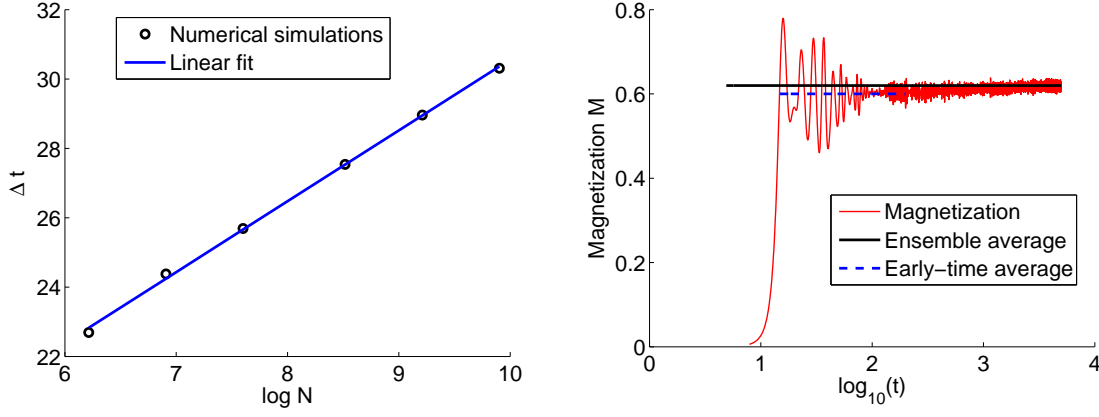 32
30
28
26
24
22
Δ t
Numerical simulations
Linear fit
6
7
8
9
10
log N
0.8
0.6
0.4
0.2
0
Magnetization M
Magnetization
Ensemble average
Early−time average
0
1
2
3
4
log10(t)